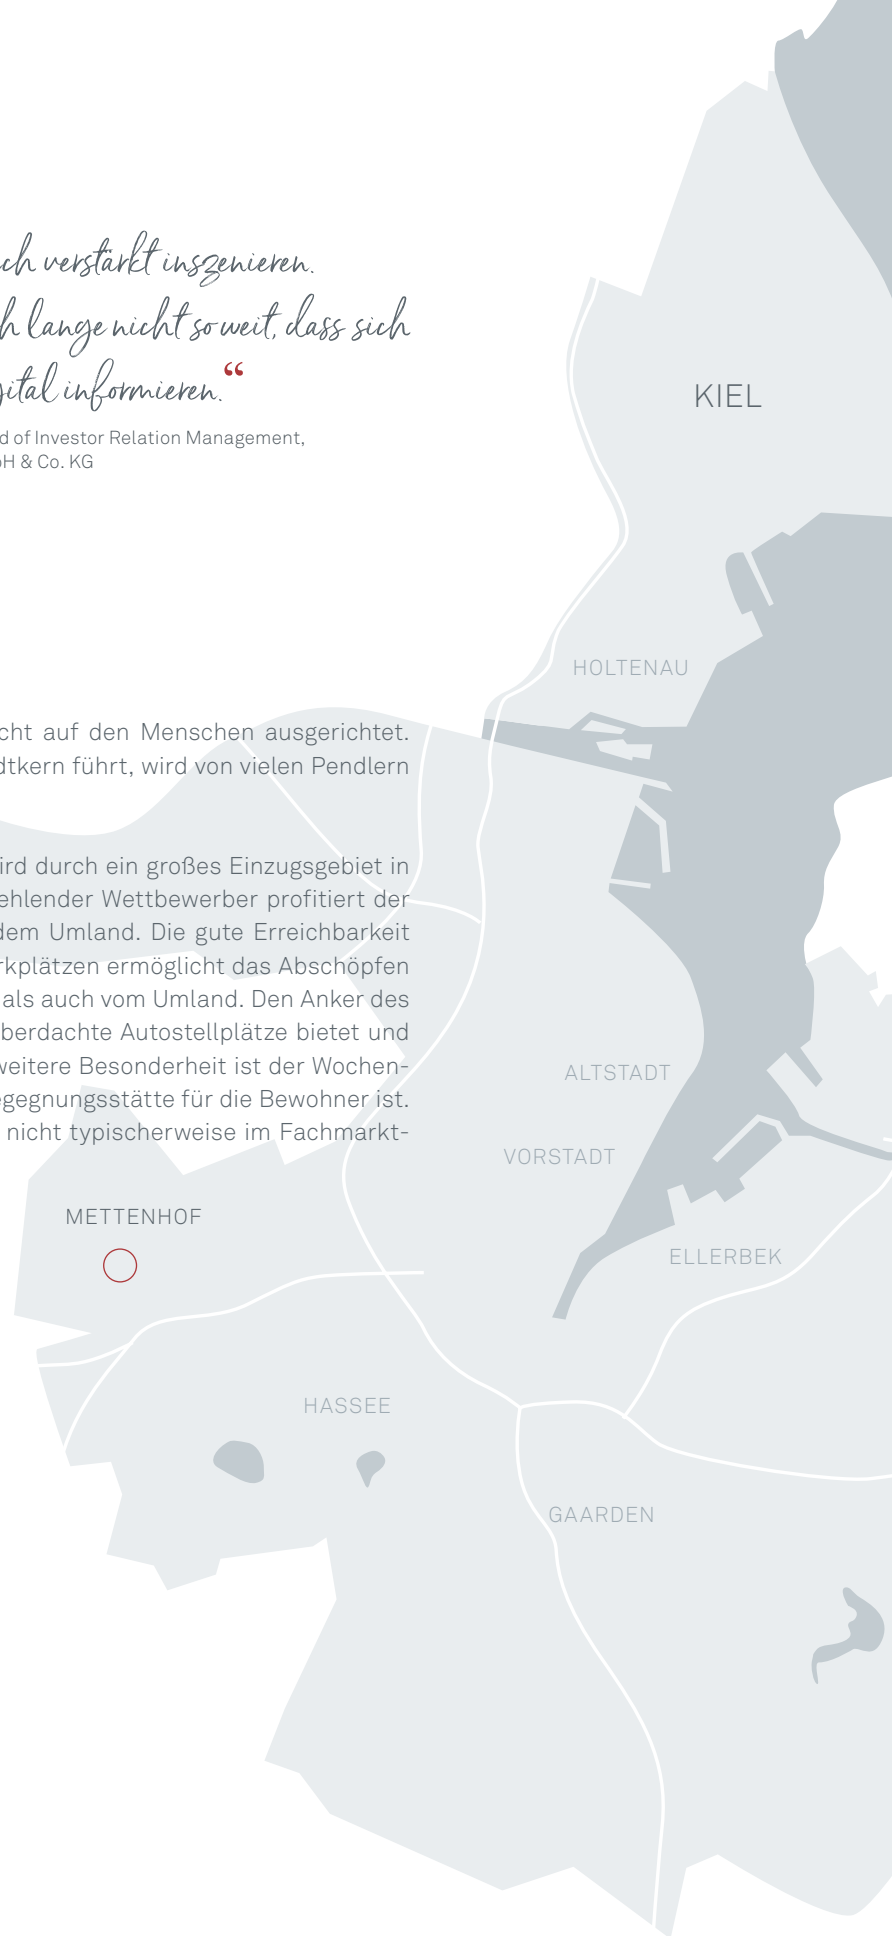 ch verstärkt inszenieren.
h lange nicht so weit, dass sich
gital informieren.“
d of Investor Relation Management,
bH & Co. KG
KIEL
HOLTENAU
cht auf den Menschen ausgerichtet.
dtkern führt, wird von vielen Pendlern
ird durch ein großes Einzugsgebiet in
ehlender Wettbewerber profitiert der
dem Umland. Die gute Erreichbarkeit
rkplätzen ermöglicht das Abschöpfen
als auch vom Umland. Den Anker des
berdachte Autostellplätze bietet und
weitere Besonderheit ist der Wochen-
egegnungsstätte für die Bewohner ist.
nicht typischerweise im Fachmarkt-
ALTSTADT
VORSTADT
METTENHOF
ELLERBEK
HASSEE
GAARDEN